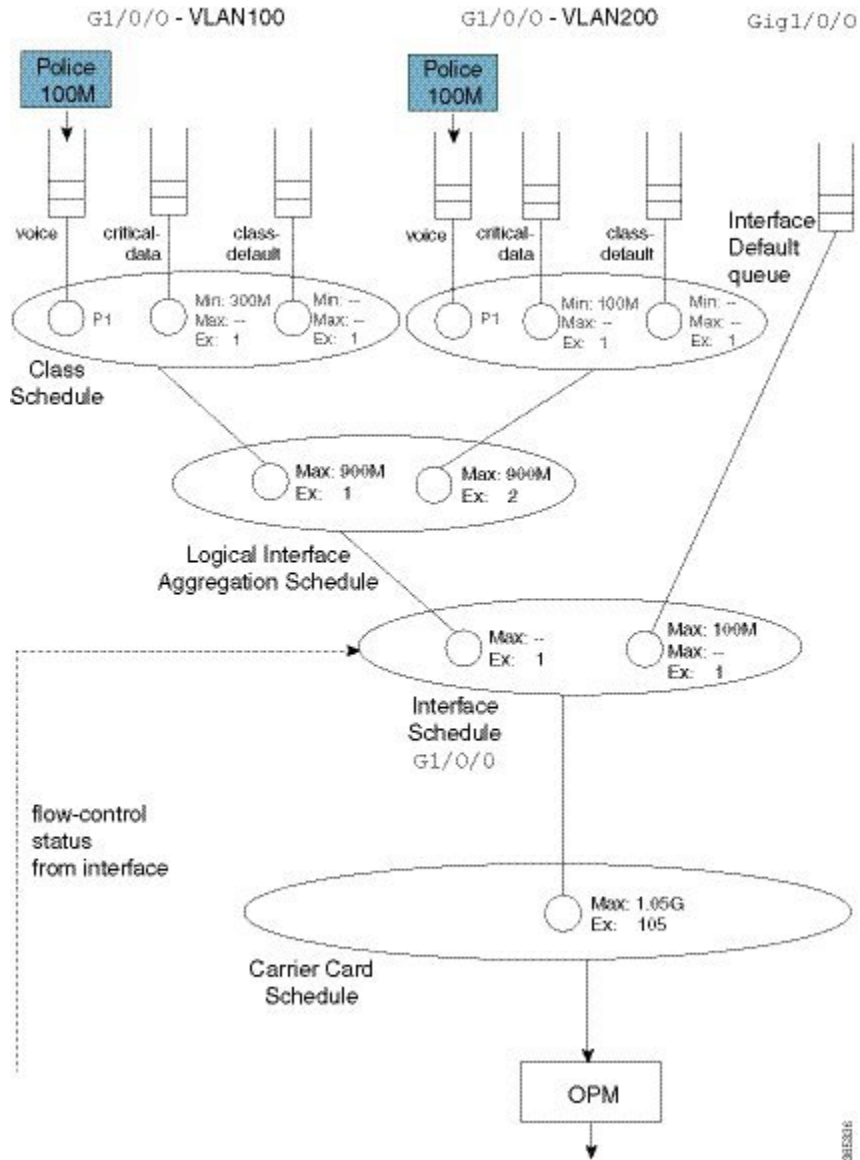 G1/0/0 - VLAN100
G1/0/0 - VLAN200
Gig1/0/0
Police
100M
Police
100M
voice
critical-
data
class-
default
voice
critical-
data
class-
default
Interface
Default
queue
P1
Min: 300M
Max: --
Ex: 1
Min: --
Max: --
Ex: 1
P1
Min: 100M
Max: --
Ex: 1
Min: --
Max: --
Ex: 1
Class
Schedule
Max: 900M
Ex: 1
Max: 900M
Ex: 2
Logical Interface
Aggregation Schedule
Max: --
Ex: 1
Max: 100M
Max: --
Ex: 1
Interface
Schedule
G1/0/0
flow-control
status
from interface
Max: 1.05G
Ex: 105
Carrier Card
Schedule
OPM